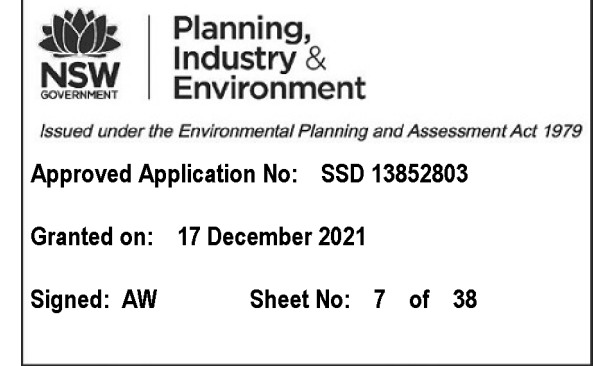 Planning,
Industry &
Environment
NSW
GOVERNMENT
Issued under the Environmental Planning and Assessment Act 1979
Approved Application No: SSD 13852803
Granted on: 17 December 2021
Signed: AW Sheet No: 7 of 38